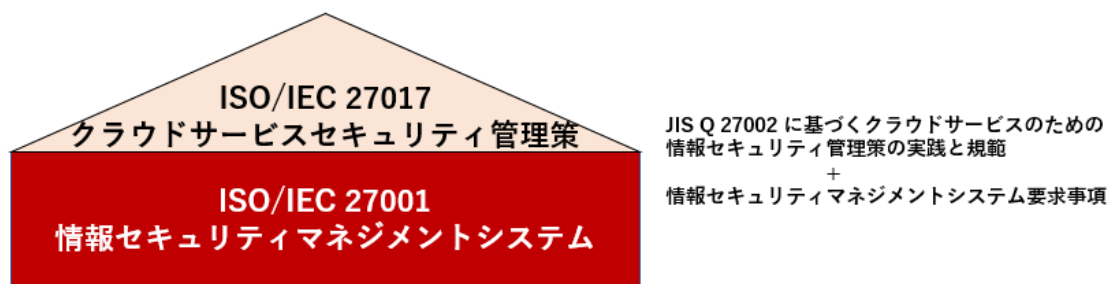 ISO/IEC 27017
クラウドサービスセキュリティ管理策
ISO/IEC 27001
情報セキュリティマネジメントシステム
JIS Q 27002 に基づくクラウドサービスのための
情報セキュリティ管理策の実践と規範
+
情報セキュリティマネジメントシステム要求事項